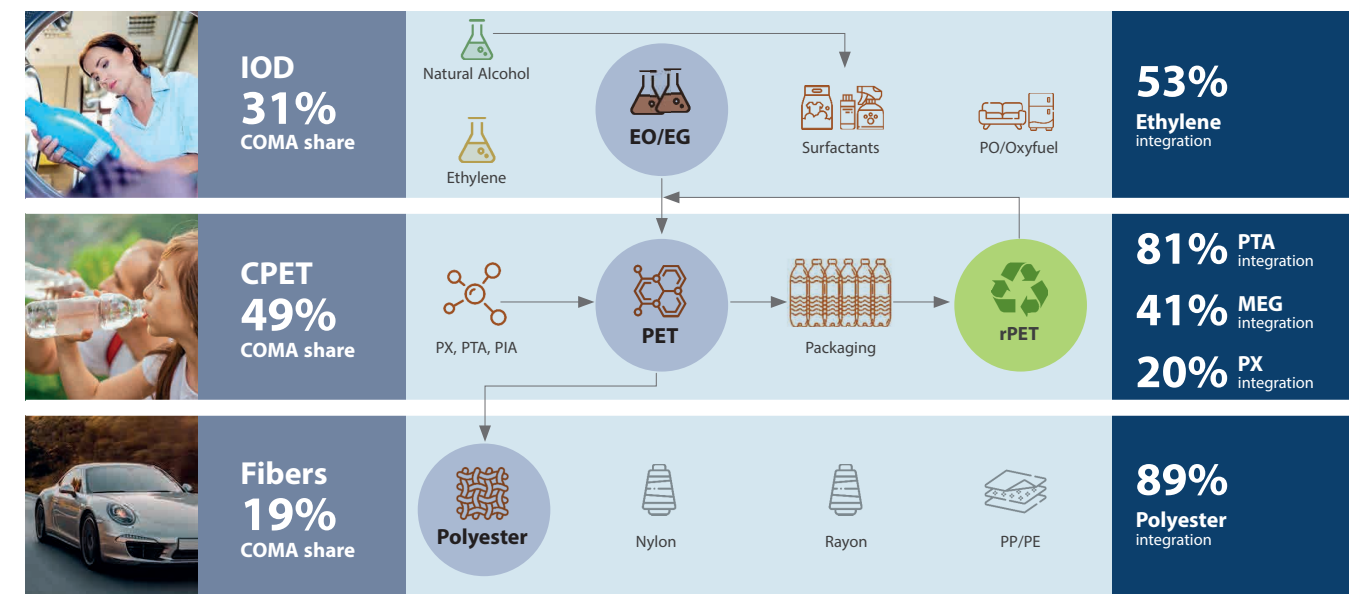 IOD
31%
COMA share
Natural Alcohol
Ethylene
EO/EG
Surfactants
PO/Oxyfuel
53%
Ethylene
integration
CPET
49%
COMA share
PX, PTA, PIA
PET
Packaging
rPET
81% PTA
integration
41% MEG
integration
20% PX
integration
Fibers
19%
COMA share
Polyester
Nylon
Rayon
PP/PE
89%
Polyester
integration